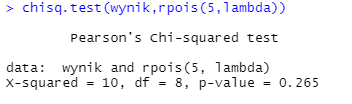 > chisq.test(wynik,rpois(5,lambda))
Pearson's Chi-squared test
data:  wynik and rpois(5, lambda)
X-squared = 10, df = 8, p-value = 0.265